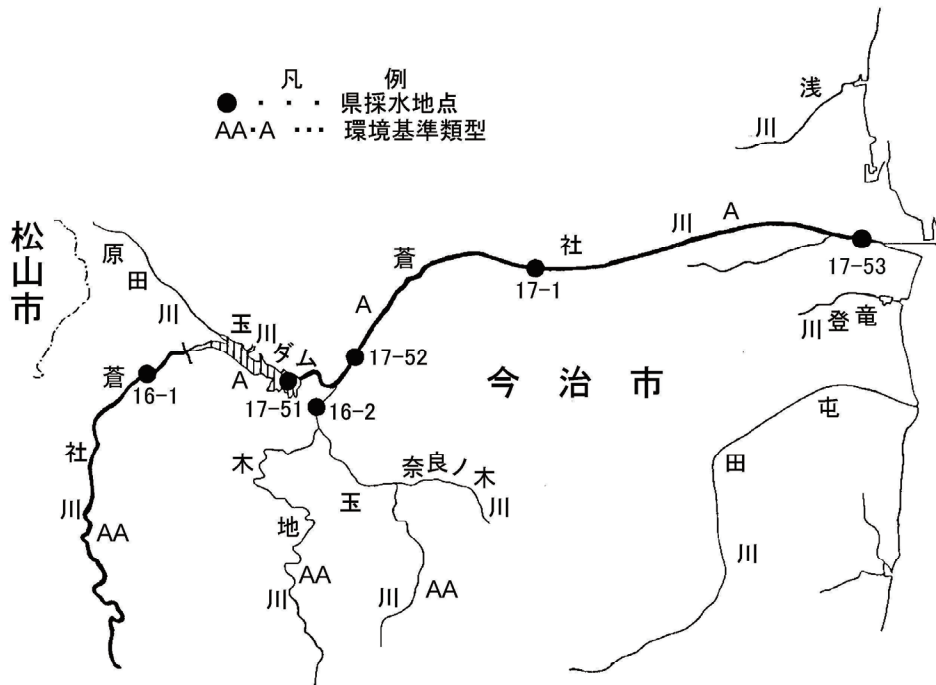 凡 例
● ・ ・ ・ 県採水地点
AA・A ・・・ 環境基準類型
浅川
松山市
原田川
玉川ダム
A
蒼社川
A
A
17-53
17-1
17-52
17-51
16-1
16-2
蒼社川
AA
今治市
竜登川
屯田川
木地川
AA
奈良ノ木川
玉川
AA